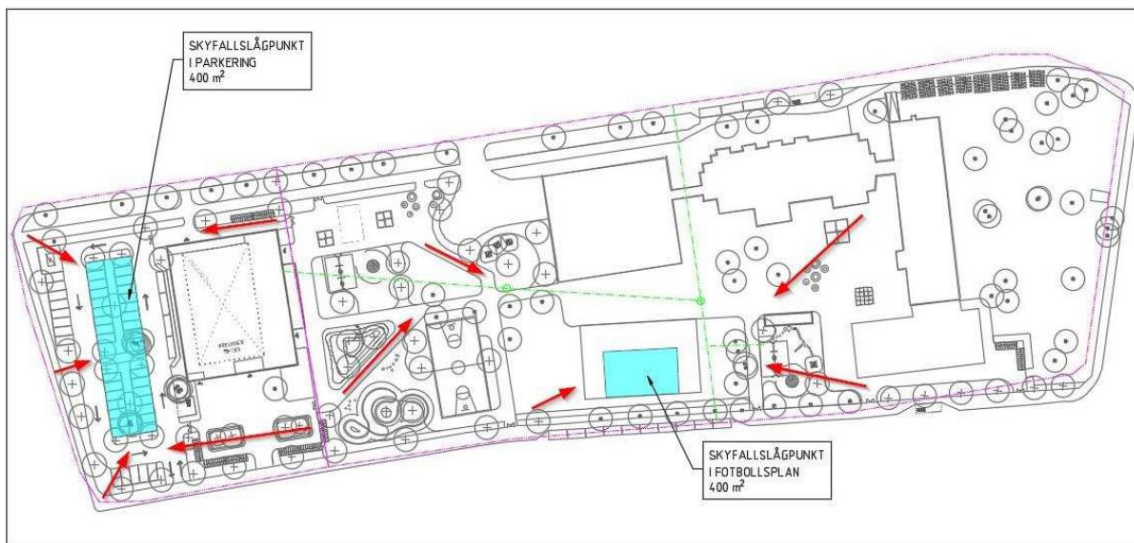 SKYFALLSLÅGPUNKT
I PARKERING
400 m²
SKYFALLSLÅGPUNKT
I FOTBOLLSPLAN
400 m²